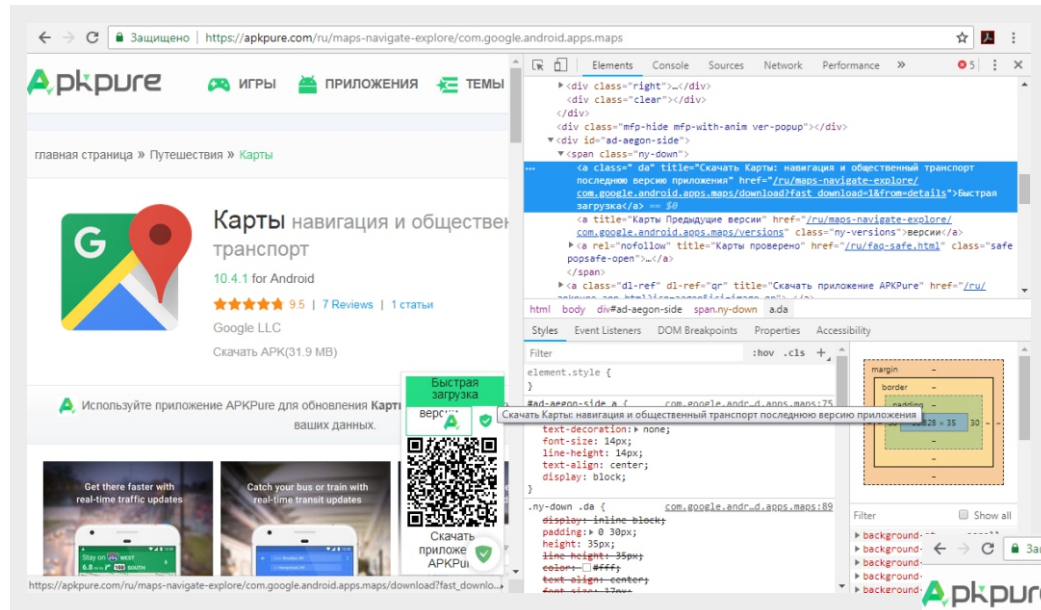 Защищено | https://apkpure.com/ru/maps-navigate-explore/com.google.android.apps.maps
Apkpure
ИГРЫ
ПРИЛОЖЕНИЯ
ТЕМЫ
главная страница » Путешествия » Карты
Карты навигация и обществен
транспорт
10.4.1 for Android
9.5 | 7 Reviews | 1 статьи
Google LLC
Скачать APK(31.9 MB)
Используйте приложение APKPure для обновления Карт
ваших данных.
Быстрая
загрузка
Скачать Карты: навигация и общественный транспорт последнюю версию приложения
Get there faster with
real-time traffic updates
Catch your bus or train with
real-time transit updates
Скачать
приложе
APKPu
https://apkpure.com/ru/maps-navigate-explore/com.google.android.apps.maps/download?fast_downlo...
Elements Console Sources Network Performance » 5
<div class="right">…</div>
<div class="clear"></div>
</div>
<div class="mfp-hide mfp-with-anim ver-popup"></div>
<div id="ad-aegon-side">
<span class="ny-down">
<a class=" da" title="Скачать Карты: навигация и общественный транспорт
последнюю версию приложения" href="/ru/maps-navigate-explore/
com.google.android.apps.maps/download?fast_download=1&from=details">Быстрая
загрузка</a> == $0
<a title="Карты Предыдущие версии" href="/ru/maps-navigate-explore/
com.google.android.apps.maps/versions" class="ny-versions">версии</a>
<a rel="nofollow" title="Карты проверено" href="/ru/faq-safe.html" class="safe
popsafe-open">…</a>
</span>
<a class="dl-ref" dl-ref="qr" title="Скачать приложение APKPure" href="/ru/
html body div#ad-aegon-side span.ny-down a.da
Styles Event Listeners DOM Breakpoints Properties Accessibility
Filter :hov .cls +
element.style {
}
#ad-aegon-side a { com.google.andr…d.apps.maps:75
text-decoration: none;
font-size: 14px;
line-height: 14px;
text-align: center;
display: block;
}
.ny-down .da { com.google.andr…d.apps.maps:89
display: inline block;
padding: 0 30px;
height: 35px;
line-height: 35px;
color: #fff;
text-align: center;
font-size: 17px;
margin -
border -
padding -
30
× 35
30
Filter Show all
background-
background-
background-
background-
background-
Apkpur